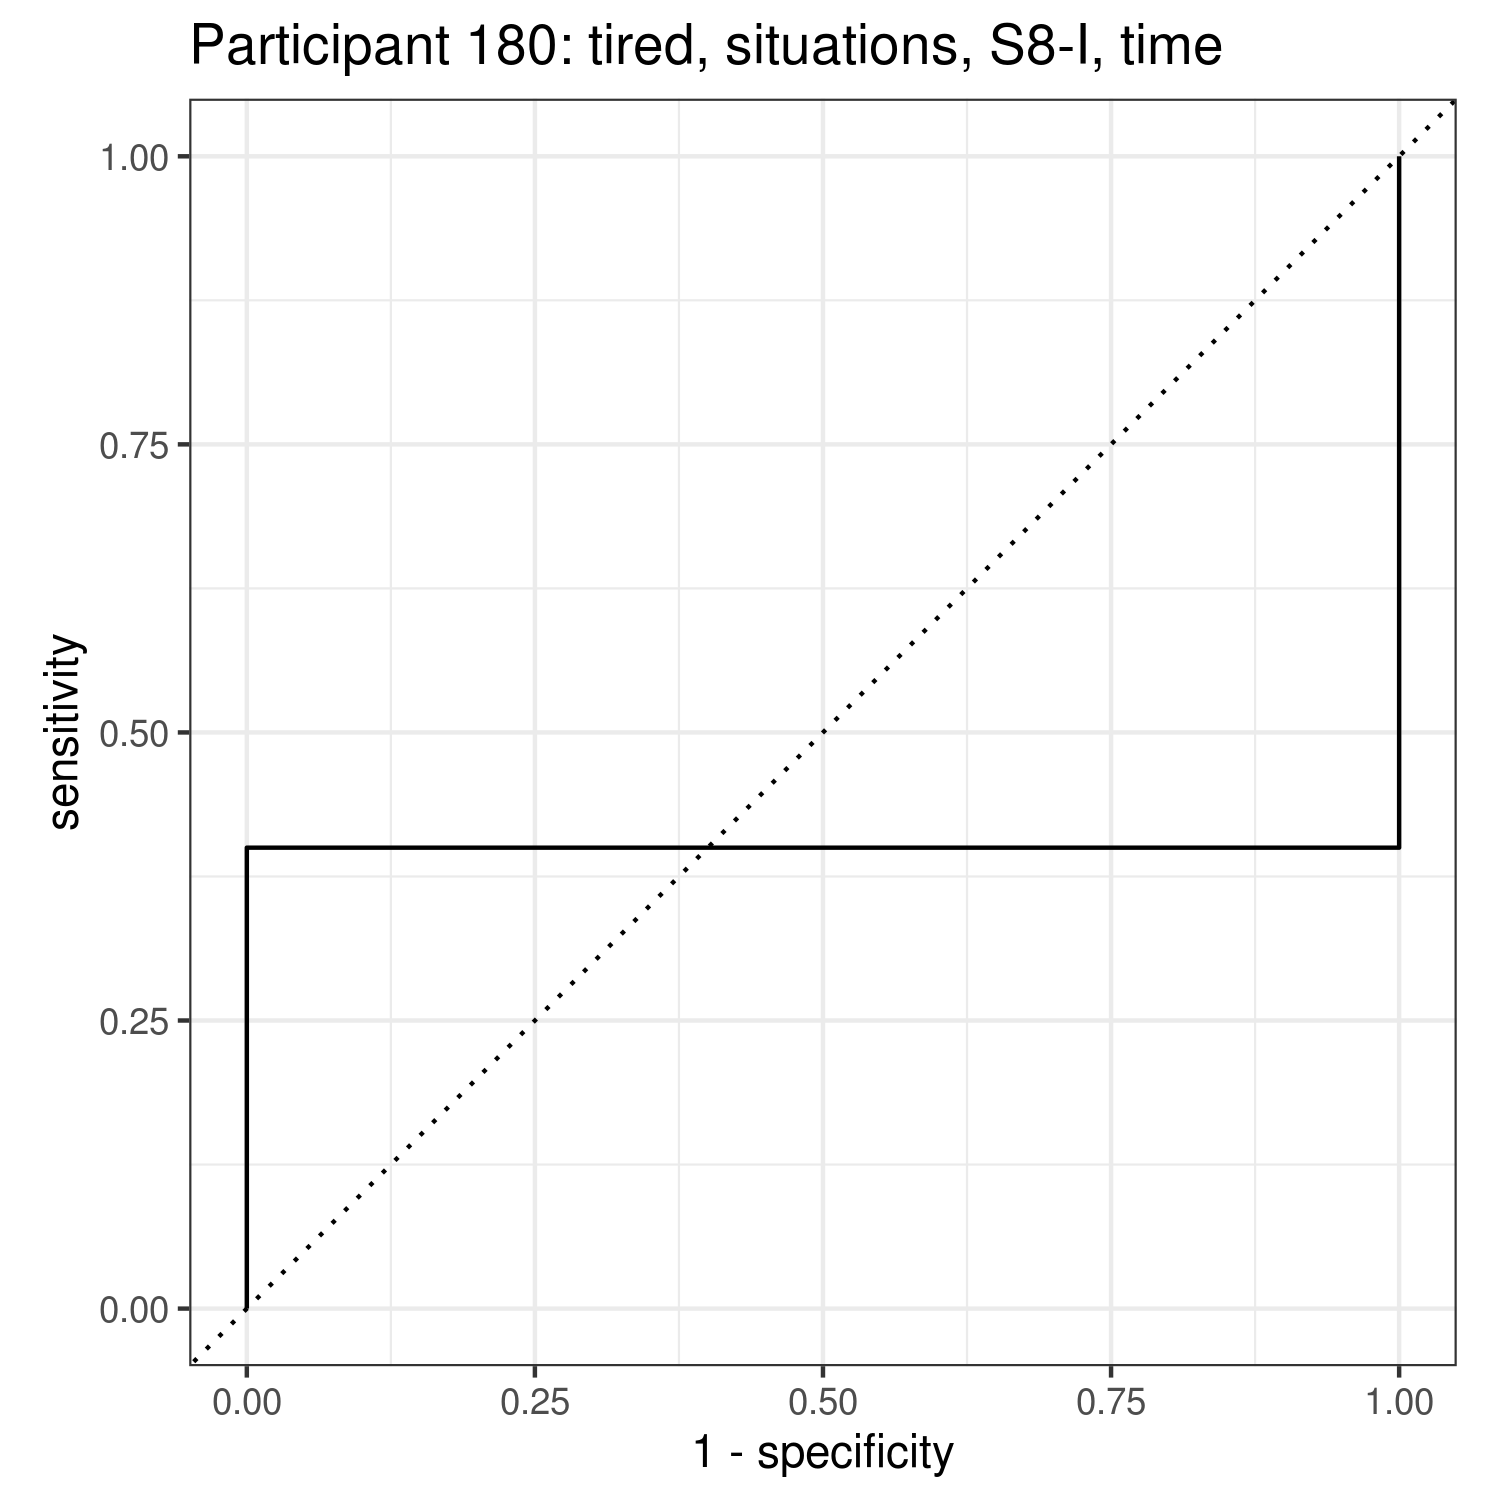 Participant 180: tired, situations, S8-I, time
1.00
0.75
0.50
0.25
0.00
sensitivity
0.00 0.25 0.50 0.75 1.00
1 - specificity